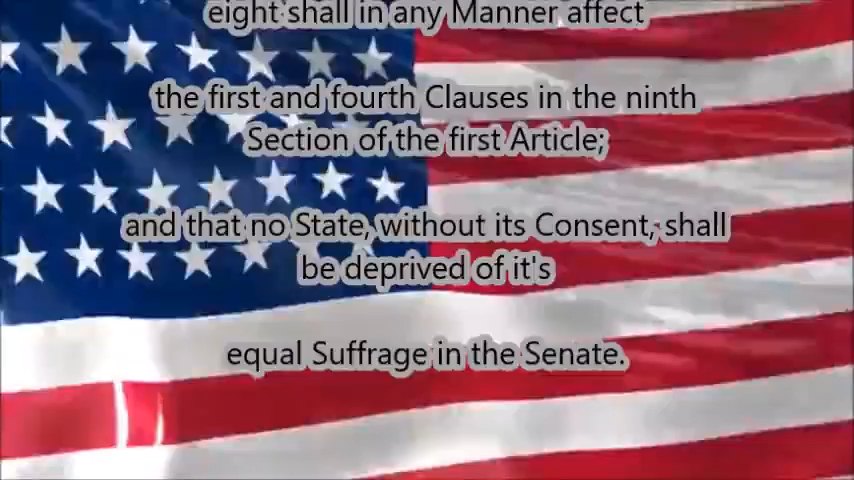 eight shall in any Manner affect
the first and fourth Clauses in the ninth
Section of the first Article;
and that no State, without its Consent, shall
be deprived of it's
equal Suffrage in the Senate.